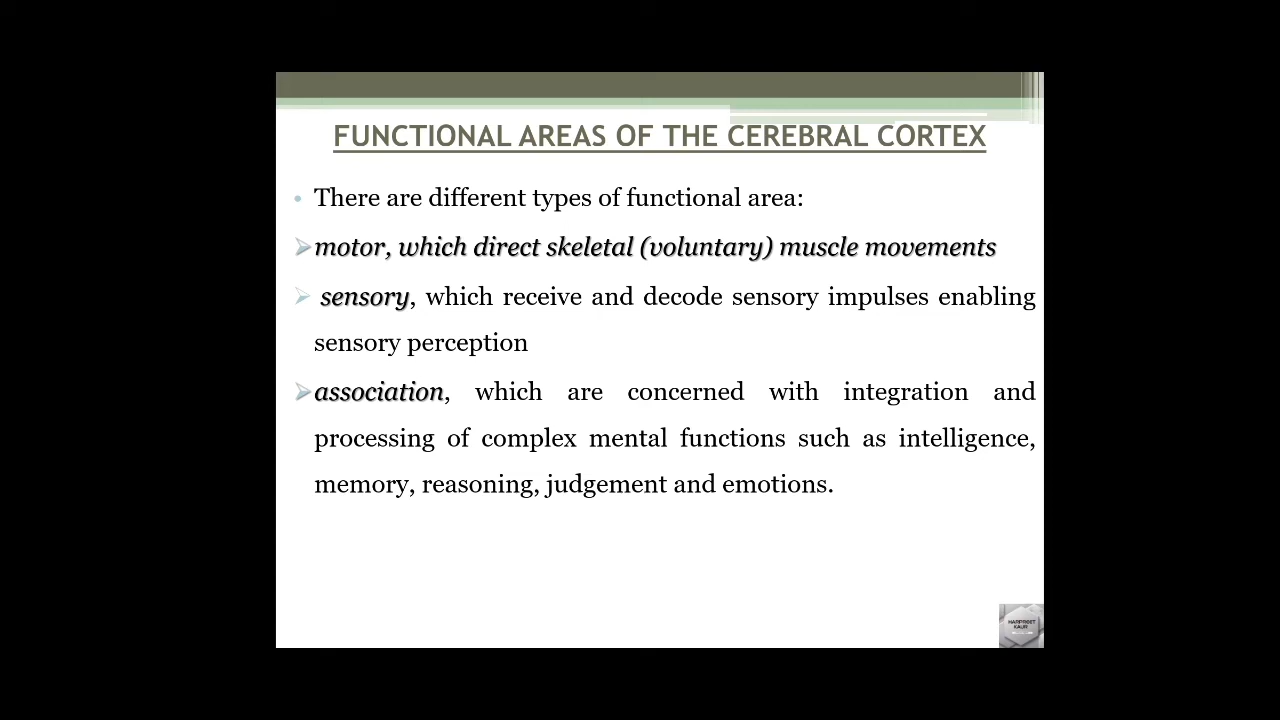 FUNCTIONAL AREAS OF THE CEREBRAL CORTEX
• There are different types of functional area:
➢motor, which direct skeletal (voluntary) muscle movements
➢ sensory, which receive and decode sensory impulses enabling
sensory perception
➢association, which are concerned with integration and
processing of complex mental functions such as intelligence,
memory, reasoning, judgement and emotions.
HARPREET
KAUR